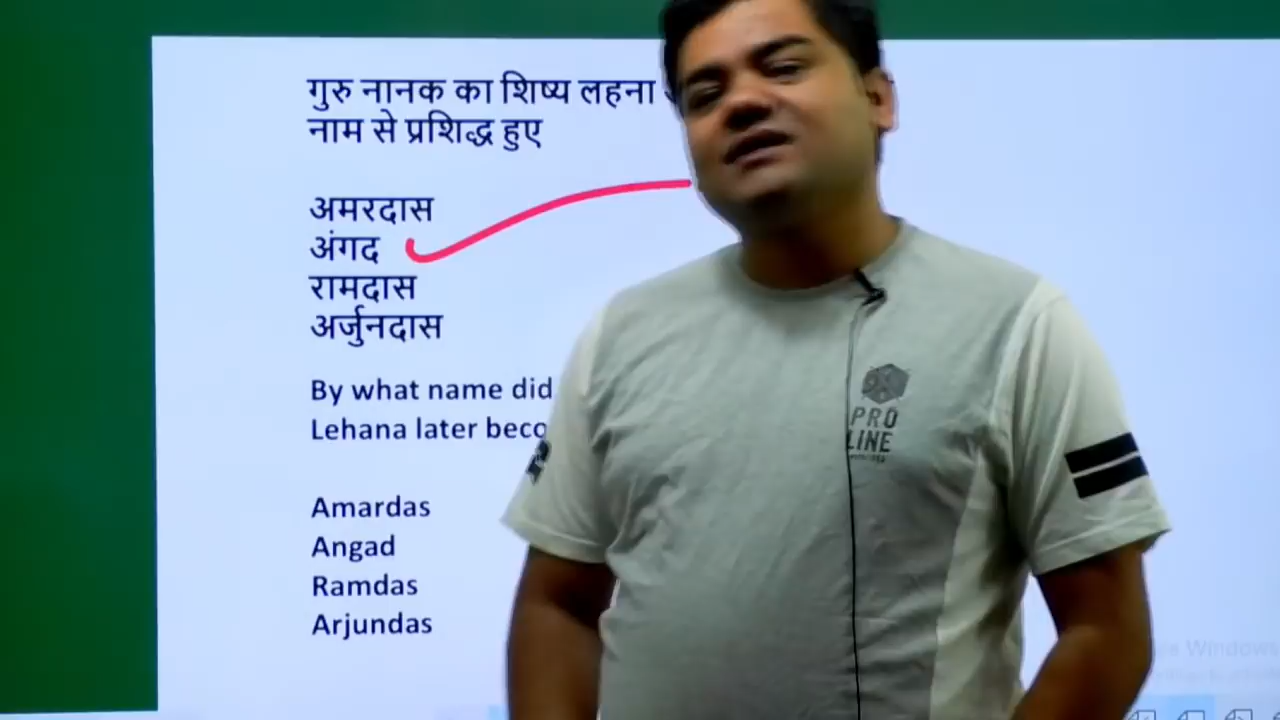 गुरु नानक का शिष्य लहना
नाम से प्रशिद्ध हुए
अमरदास
अंगद
रामदास
अर्जुनदास
By what name did
Lehana later beco
Amardas
Angad
Ramdas
Arjundas
PRO
LINE
Windows